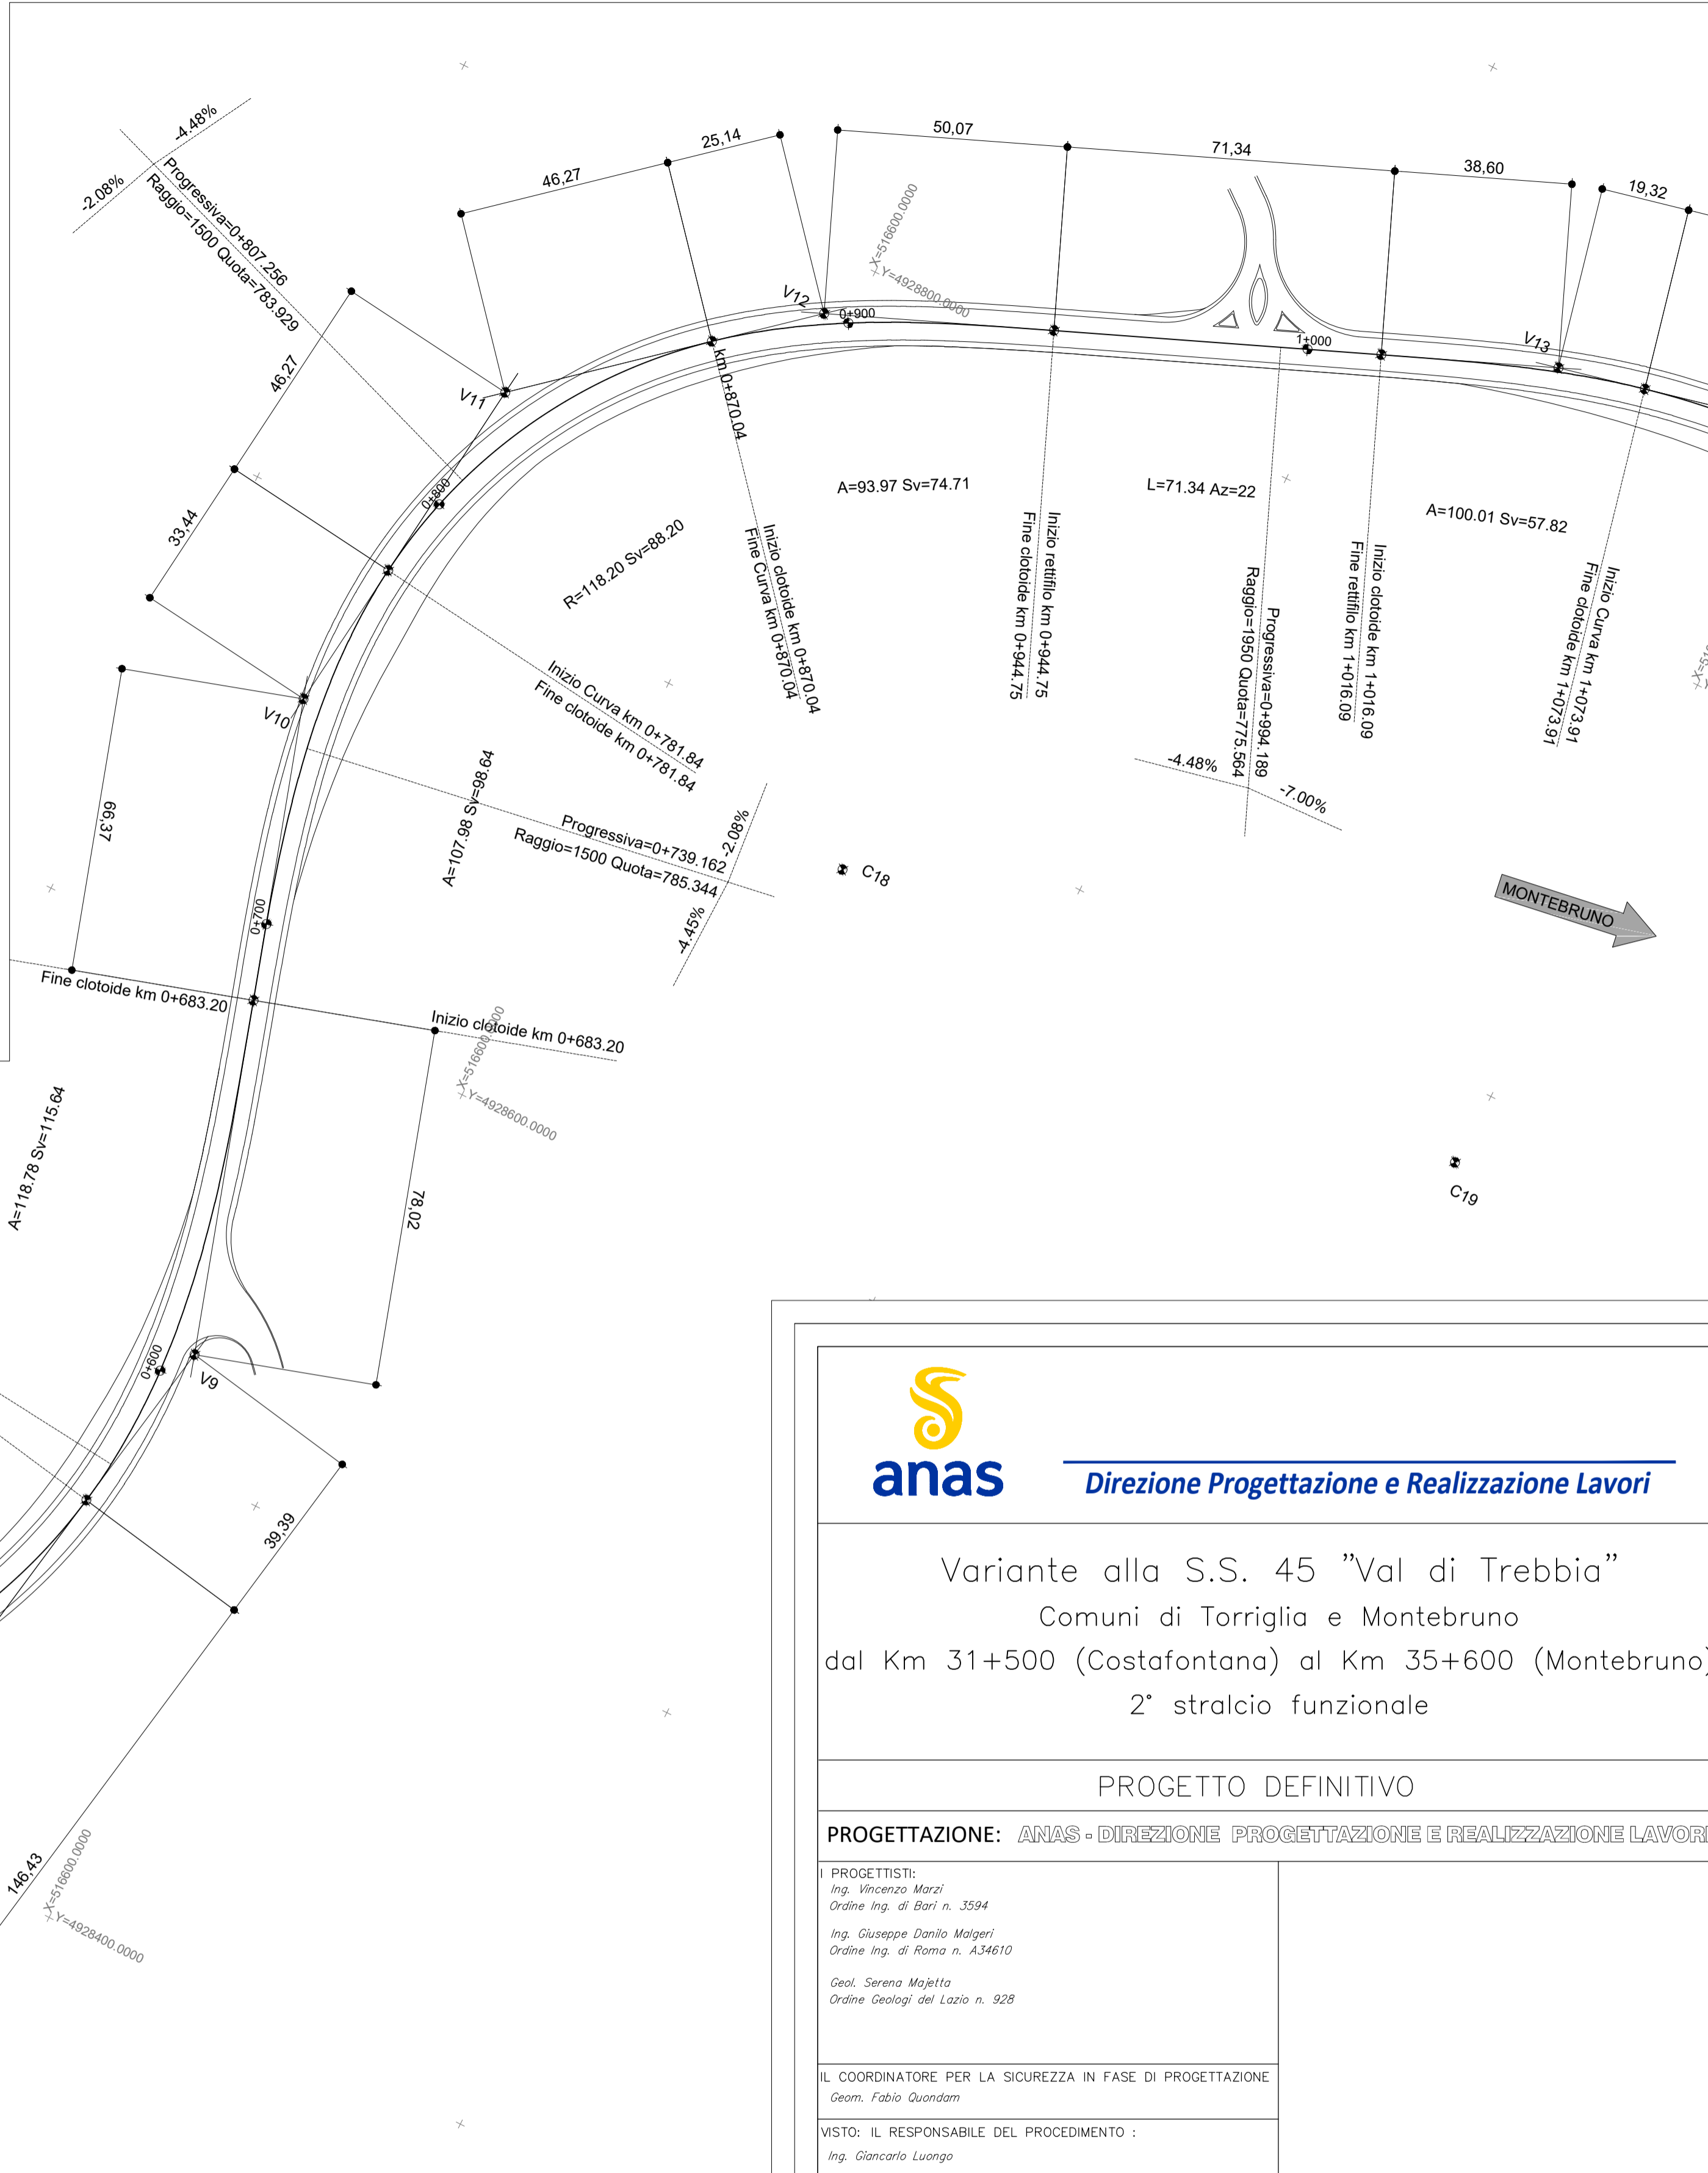 -4.48%
-2.08%
Progressiva=0+807.256
Raggio=1500 Quota=783.929
46,27
25,14
50,07
71,34
38,60
19,32
X=516600.0000
Y=4928800.0000
V12
0+900
1+000
V13
46,27
V11
km 0+870.04
0+800
33,44
A=93.97 Sv=74.71
L=71.34 Az=22
A=100.01 Sv=57.82
R=118.20 Sv=88.20
Inizio clotoide km 0+870.04
Fine Curva km 0+870.04
Inizio rettifilo km 0+944.75
Fine clotoide km 0+944.75
Progressiva=0+994.189
Raggio=1950 Quota=775.564
Inizio clotoide km 1+016.09
Fine rettifilo km 1+016.09
Inizio Curva km 1+073.91
Fine clotoide km 1+073.91
Inizio Curva km 0+781.84
Fine clotoide km 0+781.84
V10
-4.48%
-7.00%
66,37
A=107.98 Sv=98.64
Progressiva=0+739.162
Raggio=1500 Quota=785.344
-2.08%
-4.45%
C18
MONTEBRUNO
0+700
Fine clotoide km 0+683.20
Inizio clotoide km 0+683.20
X=516600.0000
Y=4928600.0000
A=118.78 Sv=115.64
78,02
C19
0+600
V9
39,39
146,43
X=516600.0000
Y=4928400.0000
anas
Direzione Progettazione e Realizzazione Lavori
Variante alla S.S. 45 "Val di Trebbia"
Comuni di Torriglia e Montebruno
dal Km 31+500 (Costafontana) al Km 35+600 (Montebruno)
2° stralcio funzionale
PROGETTO DEFINITIVO
PROGETTAZIONE: ANAS - DIREZIONE PROGETTAZIONE E REALIZZAZIONE LAVORI
I PROGETTISTI:
Ing. Vincenzo Marzi
Ordine Ing. di Bari n. 3594
Ing. Giuseppe Danilo Malgeri
Ordine Ing. di Roma n. A34610
Geol. Serena Majetta
Ordine Geologi del Lazio n. 928
IL COORDINATORE PER LA SICUREZZA IN FASE DI PROGETTAZIONE
Geom. Fabio Quondam
VISTO: IL RESPONSABILE DEL PROCEDIMENTO :
Ing. Giancarlo Luongo